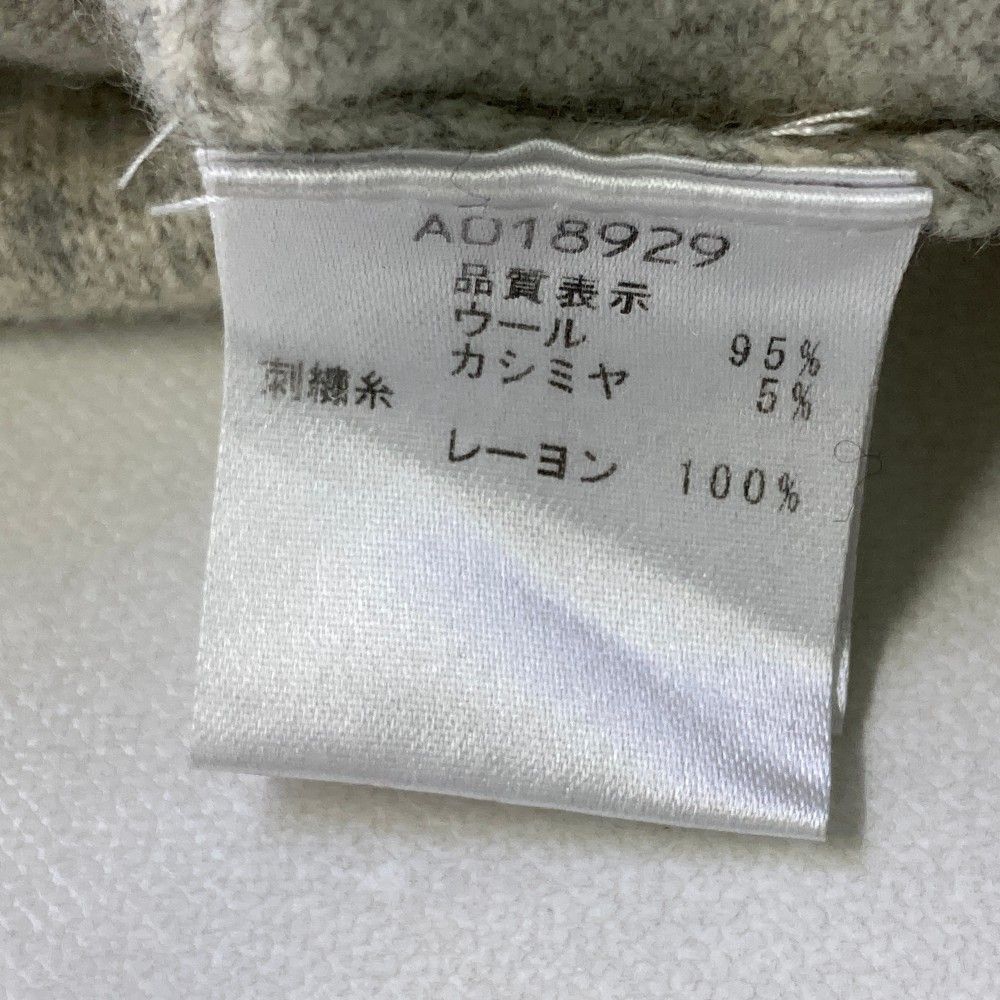 A018929
品質表示
ウール 95%
カシミヤ 5%
刺繍糸
レーヨン 100%